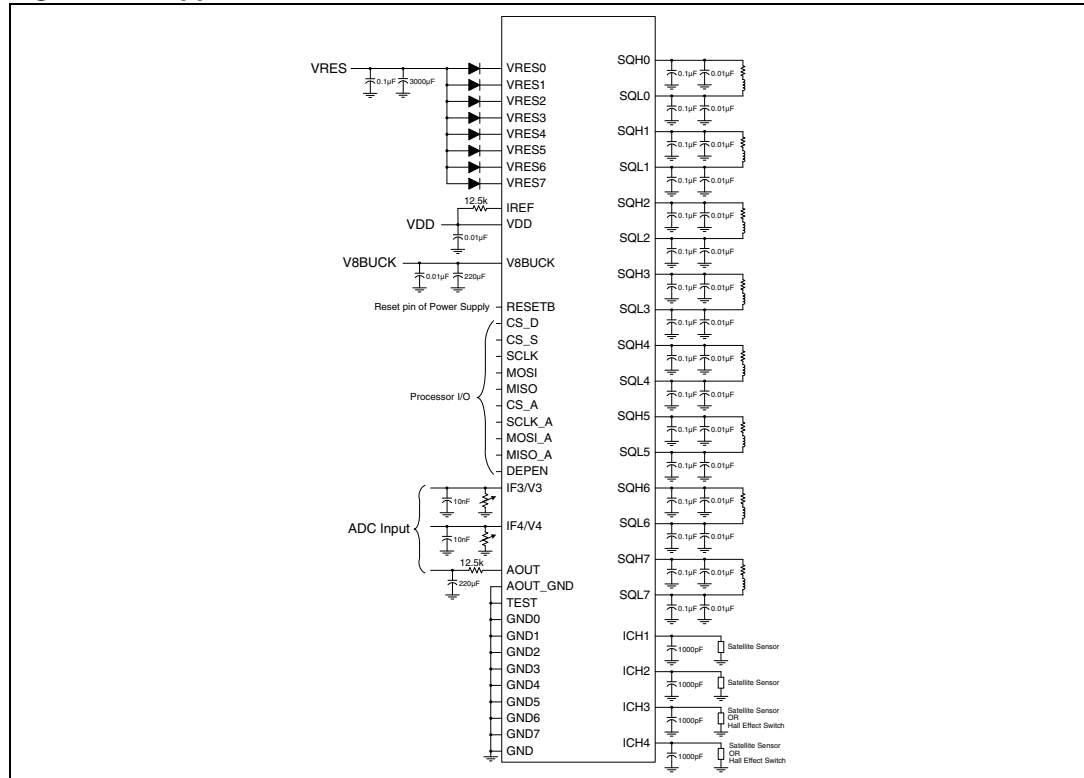 VRES
0.1µF
3000µF
VRES0
VRES1
VRES2
VRES3
VRES4
VRES5
VRES6
VRES7
12.5k
IREF
VDD
VDD
0.01µF
V8BUCK
V8BUCK
0.01µF
220µF
Reset pin of Power Supply
RESETB
Processor I/O
CS_D
CS_S
SCLK
MOSI
MISO
CS_A
SCLK_A
MOSI_A
MISO_A
DEPEN
ADC Input
IF3/V3
10nF
IF4/V4
10nF
12.5k
AOUT
220µF
AOUT_GND
TEST
GND0
GND1
GND2
GND3
GND4
GND5
GND6
GND7
GND
SQH0
0.1µF
0.01µF
SQL0
0.1µF
0.01µF
SQH1
0.1µF
0.01µF
SQL1
0.1µF
0.01µF
SQH2
0.1µF
0.01µF
SQL2
0.1µF
0.01µF
SQH3
0.1µF
0.01µF
SQL3
0.1µF
0.01µF
SQH4
0.1µF
0.01µF
SQL4
0.1µF
0.01µF
SQH5
0.1µF
0.01µF
SQL5
0.1µF
0.01µF
SQH6
0.1µF
0.01µF
SQL6
0.1µF
0.01µF
SQH7
0.1µF
0.01µF
SQL7
0.1µF
0.01µF
ICH1
1000pF
Satellite Sensor
ICH2
1000pF
Satellite Sensor
ICH3
1000pF
Satellite Sensor
OR
Hall Effect Switch
ICH4
1000pF
Satellite Sensor
OR
Hall Effect Switch